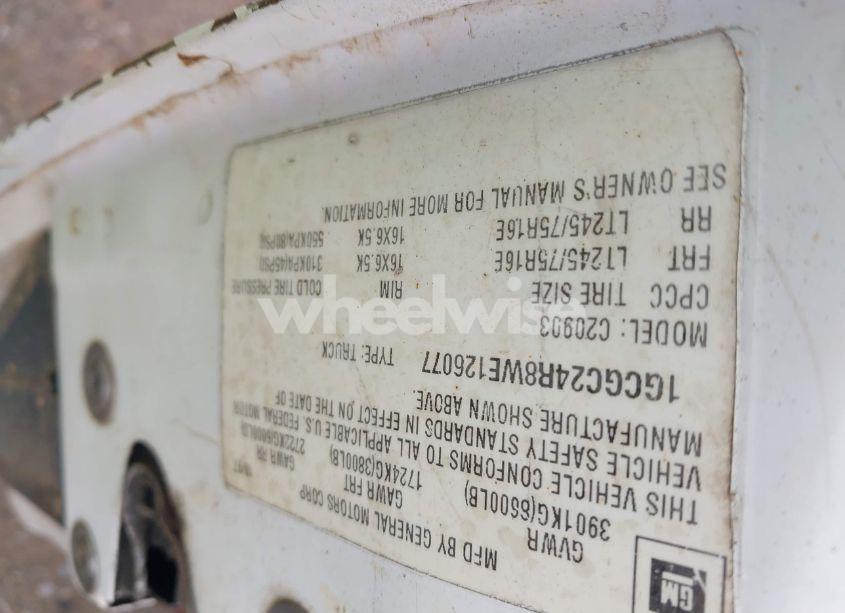 GM
MFD BY GENERAL MOTORS CORP
GVWR GAWR FRT GAWR RR
3901KG(8600LB) 1724KG(3800LB) 2722KG(6000LB)
THIS VEHICLE CONFORMS TO ALL APPLICABLE U.S. FEDERAL MOTOR
VEHICLE SAFETY STANDARDS IN EFFECT ON THE DATE OF
MANUFACTURE SHOWN ABOVE.
1GCGC24R8WE126077 TYPE: TRUCK
MODEL: C20903
CPCC TIRE SIZE RIM COLD TIRE PRESSURE
FRT LT245/75R16E 16X6.5K 310KPA(45PSI)
RR LT245/75R16E 16X6.5K 550KPA(80PSI)
SEE OWNER'S MANUAL FOR MORE INFORMATION.
wheelwise